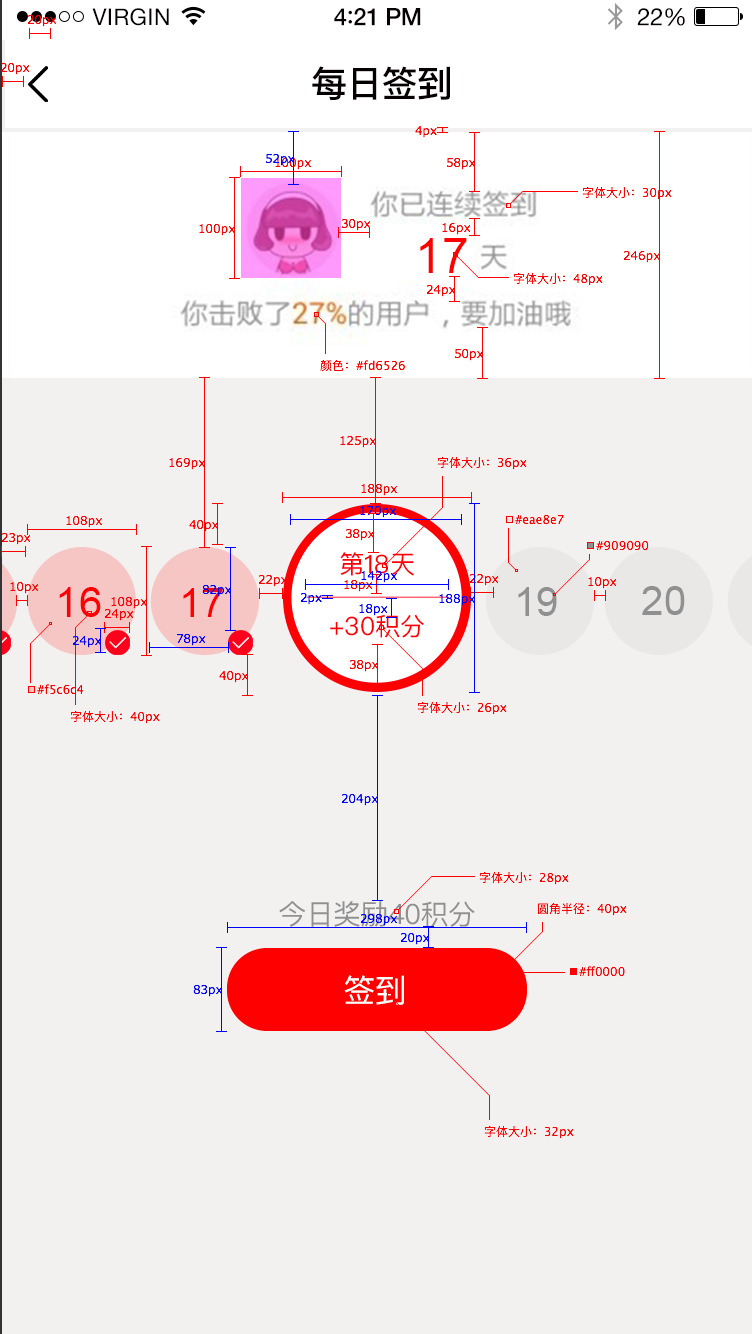 VIRGIN 4:21 PM 22%
20px
20px
每日签到
4px
52px
100px
58px
你已连续签到
字体大小：30px
100px
30px
16px
17 天
246px
字体大小：48px
24px
你击败了27%的用户，要加油哦
50px
颜色：#fd6526
125px
169px
字体大小：36px
188px
108px
170px
40px
38px
#eae8e7
23px
#909090
第18天
142px
22px
22px
10px
82px
18px
10px
16
17
2px
188px
19
20
108px
24px
18px
+30积分
24px
78px
38px
40px
#f5c6c4
字体大小：26px
字体大小：40px
204px
字体大小：28px
今日奖励40积分
圆角半径：40px
298px
20px
#ff0000
83px
签到
字体大小：32px